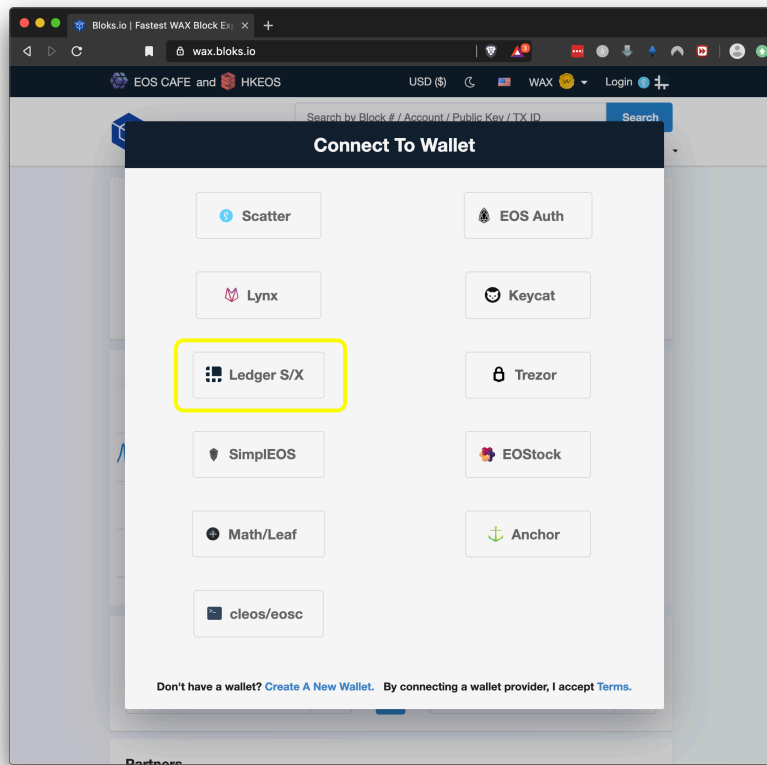 Bloks.io | Fastest WAX Block Ex
wax.bloks.io
EOS CAFE and HKEOS USD ($) WAX Login
Search by Block # / Account / Public Key / TX ID Search
Connect To Wallet
Scatter EOS Auth
Lynx Keycat
Ledger S/X Trezor
SimplEOS EOStock
Math/Leaf Anchor
cleos/eosc
Don't have a wallet? Create A New Wallet. By connecting a wallet provider, I accept Terms.
Partners